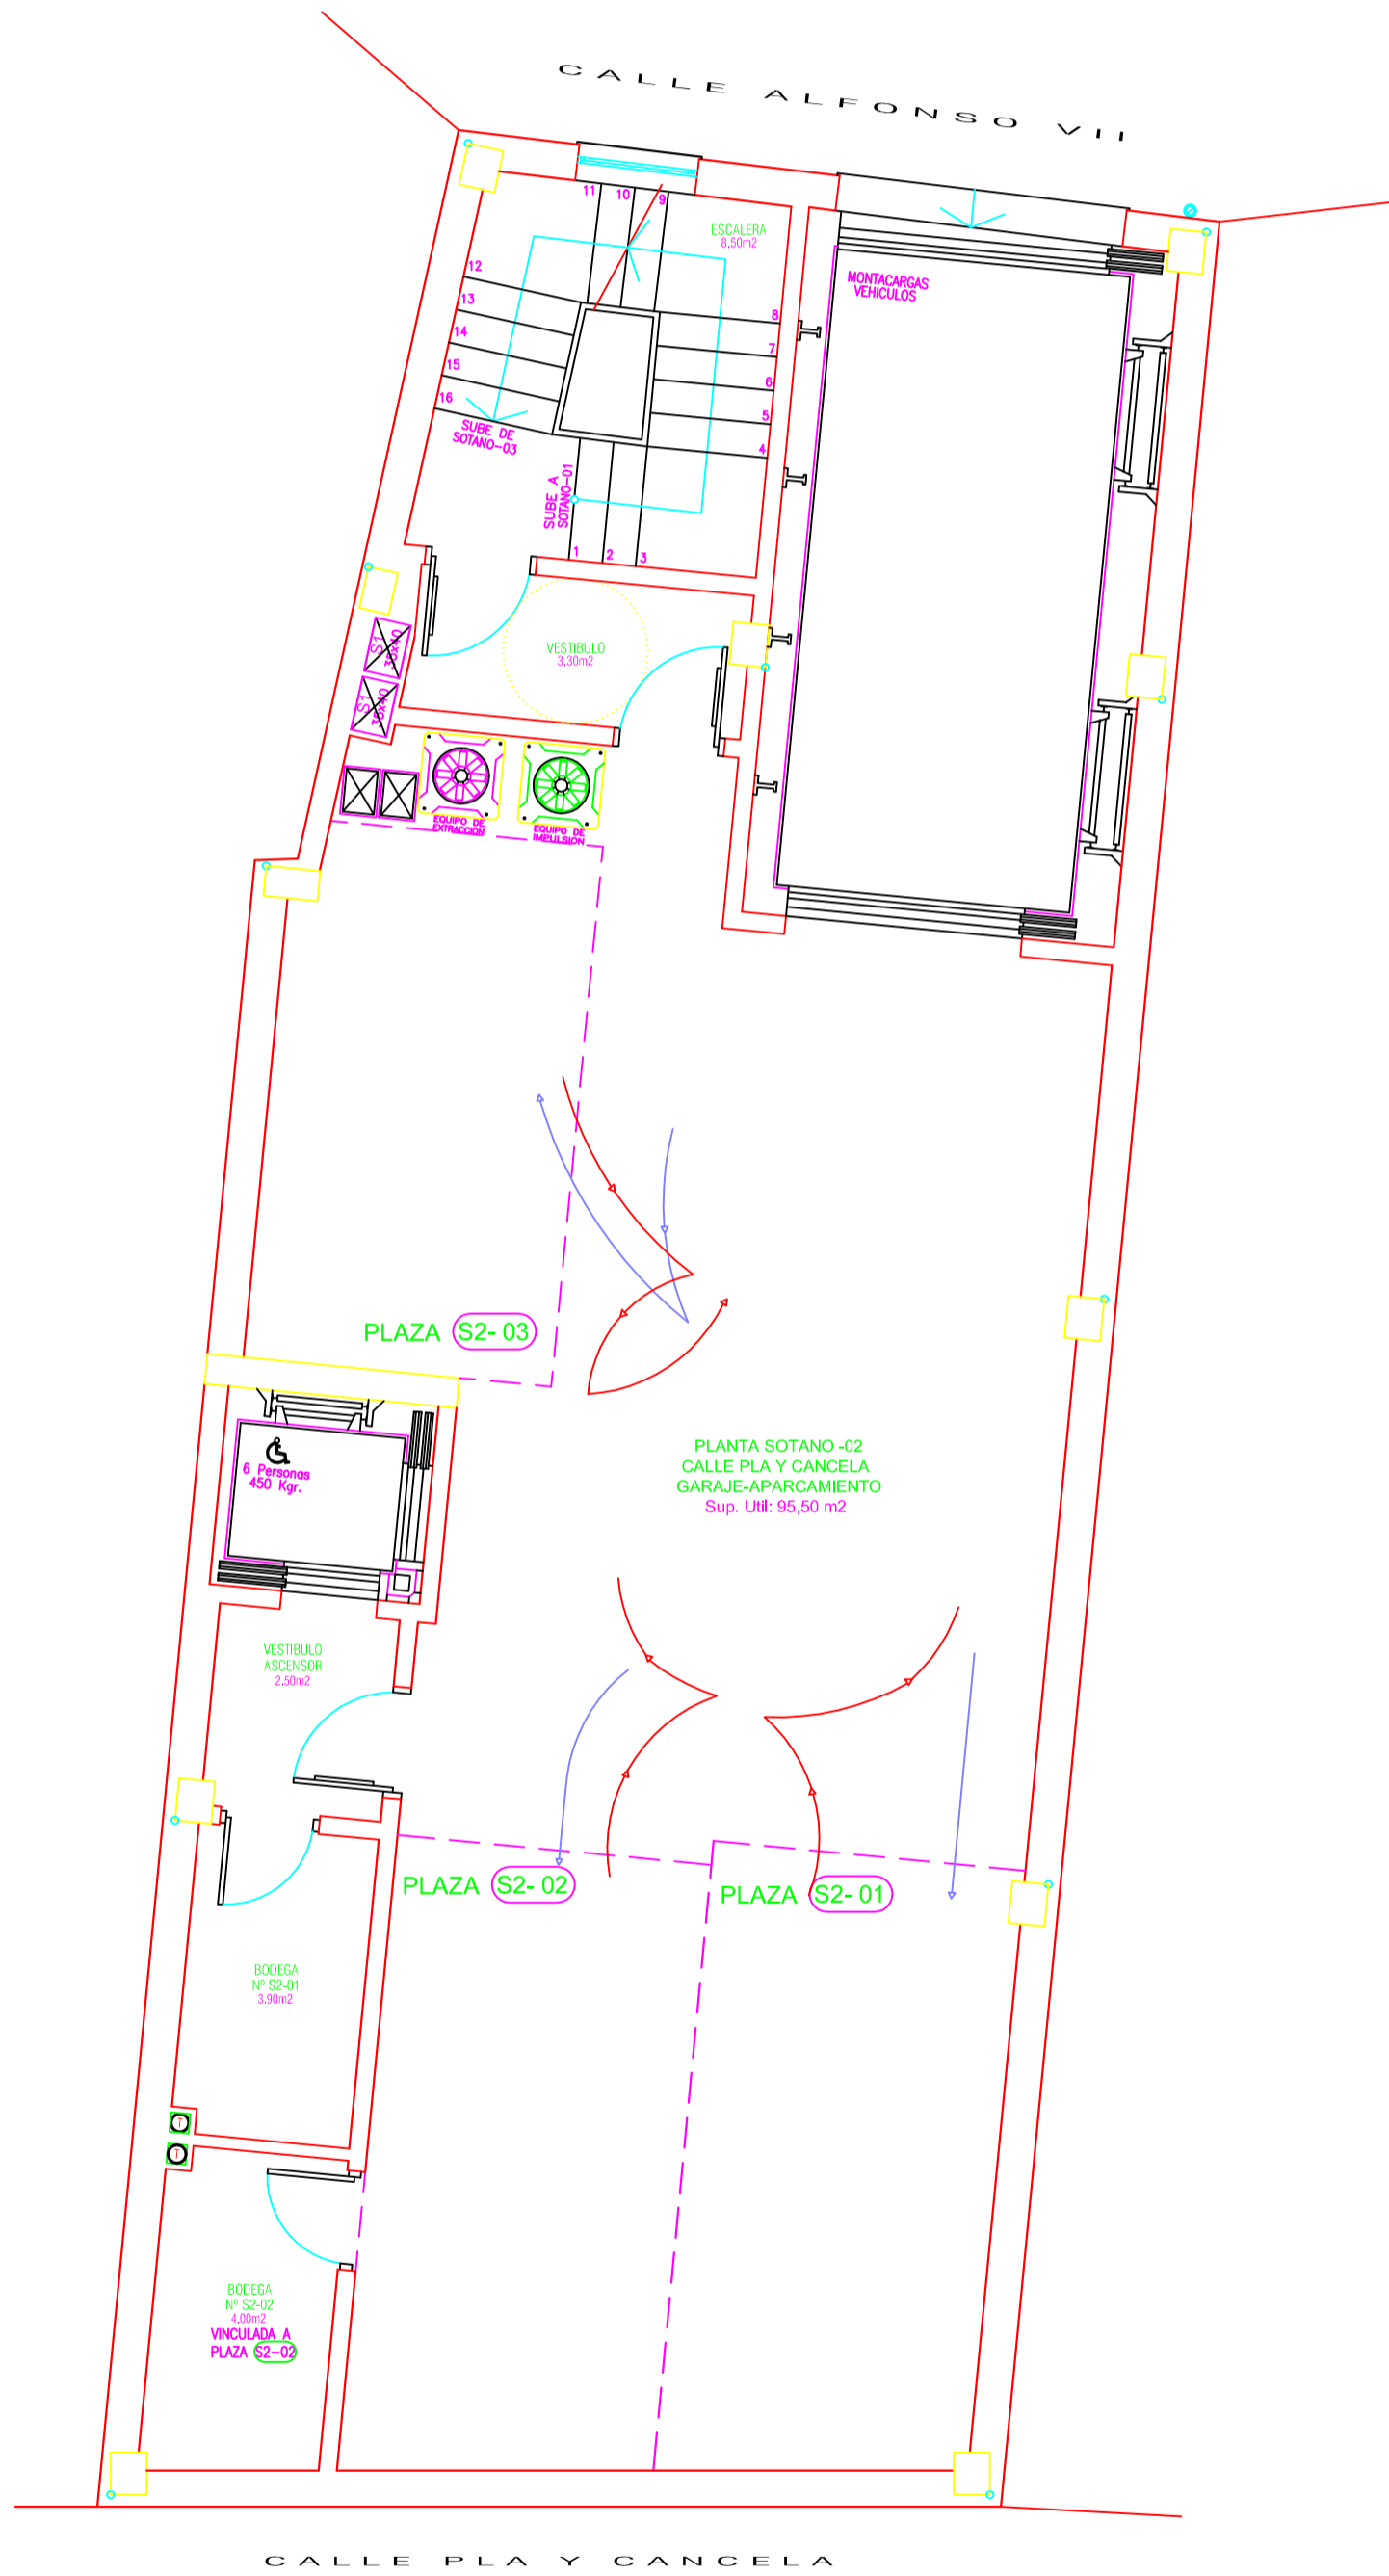 CALLE ALFONSO VII
11
10
9
ESCALERA
8,50m2
12
13
14
15
16
8
7
6
5
4
MONTACARGAS
VEHICULOS
SUBE DE
SOTANO-03
SUBE A
SOTANO-01
1
2
3
S1
35x40
S1
35x40
VESTIBULO
3.30m2
EQUIPO DE
EXTRACCION
EQUIPO DE
IMPULSION
PLAZA S2- 03
6 Personas
450 Kgr.
PLANTA SOTANO -02
CALLE PLA Y CANCELA
GARAJE-APARCAMIENTO
Sup. Util: 95,50 m2
VESTIBULO
ASCENSOR
2.50m2
PLAZA S2- 02
PLAZA S2- 01
BODEGA
Nº S2-01
3.90m2
T
T
BODEGA
Nº S2-02
4.00m2
VINCULADA A
PLAZA S2-02
CALLE PLA Y CANCELA